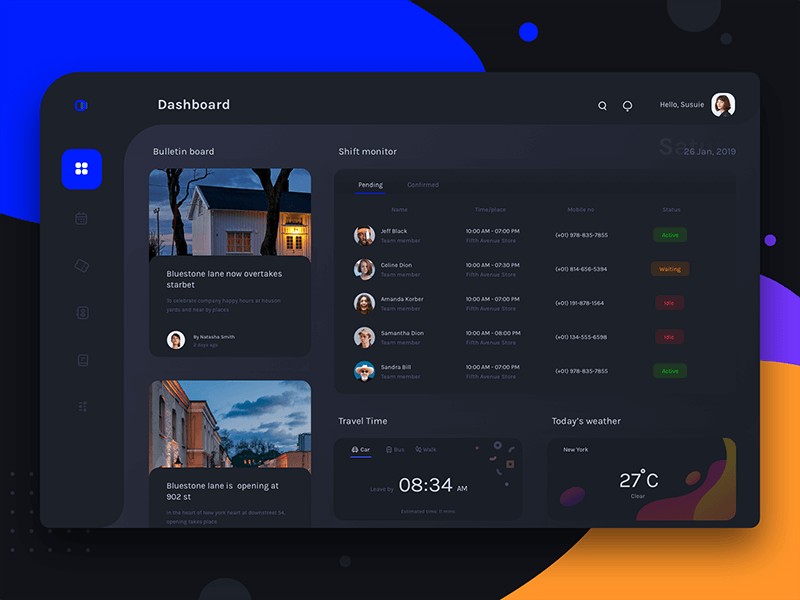 Dashboard
Hello, Susuie
Bulletin board
Shift monitor
26 Jan, 2019
Pending
Confirmed
Name
Time/place
Mobile no
Status
Jeff Black
Team member
10:00 AM - 07:00 PM
Fifth Avenue Store
(+01) 978-835-7855
Active
Celine Dion
Team member
10:00 AM - 07:30 PM
Fifth Avenue Store
(+01) 814-656-5394
Waiting
Amanda Korber
Team member
10:00 AM - 07:00 PM
Fifth Avenue Store
(+01) 191-878-1564
Idle
Samantha Dion
Team member
10:00 AM - 08:00 PM
Fifth Avenue Store
(+01) 134-555-6598
Idle
Sandra Bill
Team member
10:00 AM - 07:00 PM
Fifth Avenue Store
(+01) 978-835-7855
Active
Bluestone lane now overtakes
starbet
To celebrate company happy hours at houson
yards and near by places
By Natasha Smiith
2 days ago
Bluestone lane is opening at
902 st
In the heart of New york heart at downstreet 5A,
opening takes place
Travel Time
Car
Bus
Walk
Leave by 08:34 AM
Estimated time: 11 mins
Today's weather
New York
27°C
Clear